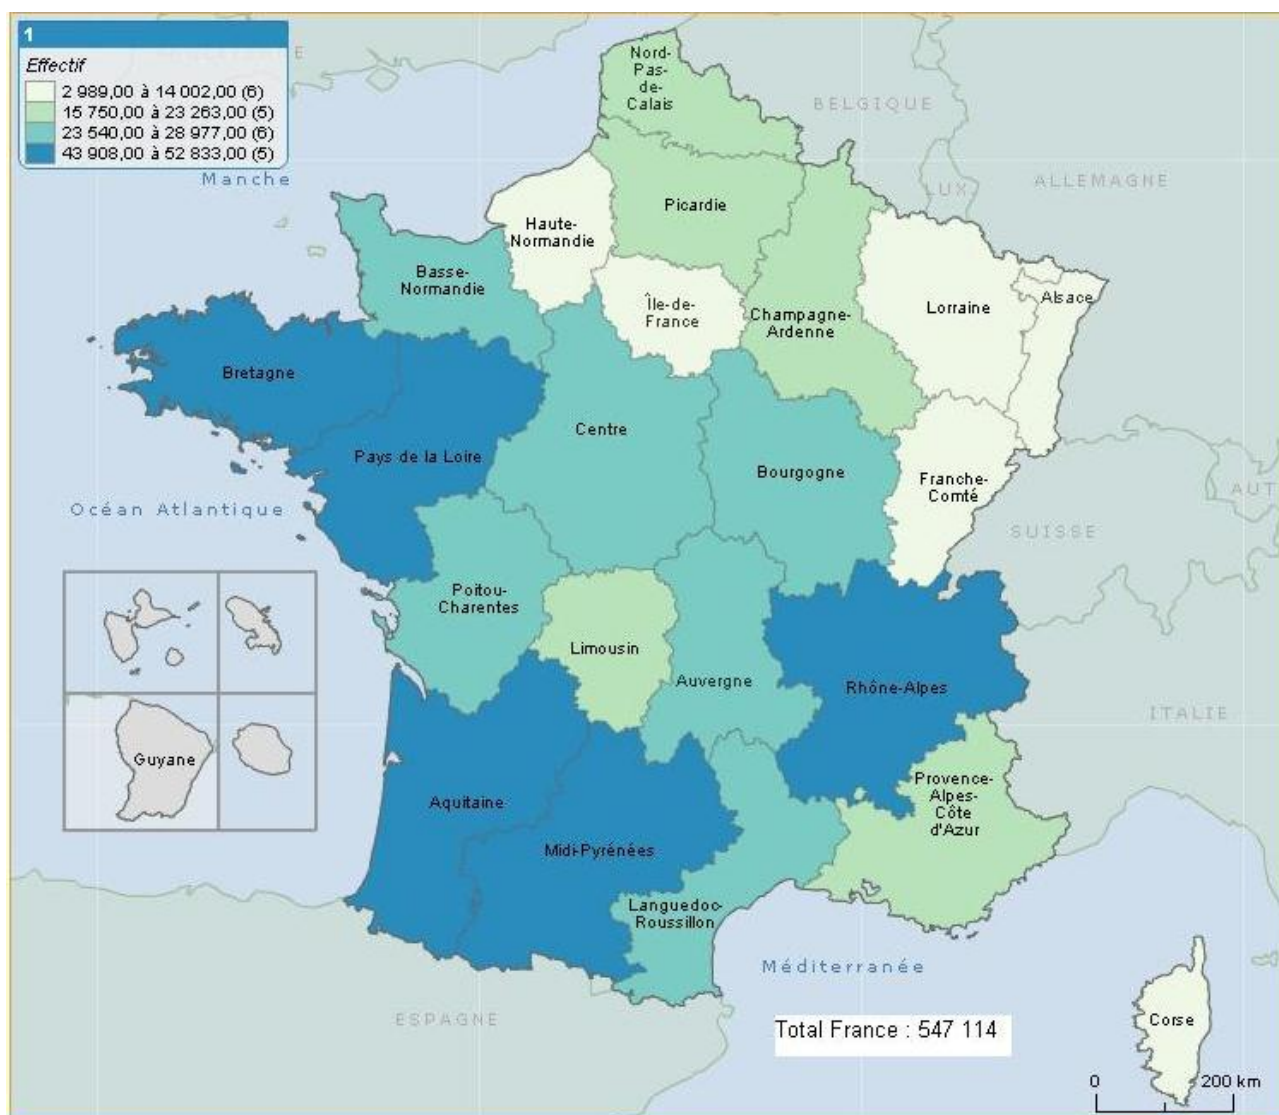 1
Effectif
2 989,00 à 14 002,00 (6)
15 750,00 à 23 263,00 (5)
23 540,00 à 28 977,00 (6)
43 908,00 à 52 833,00 (5)
Manche
BELGIQUE
LUX
ALLEMAGNE
Nord-
Pas-
de-
Calais
Picardie
Haute-
Normandie
Basse-
Normandie
Île-de-
France
Champagne-
Ardenne
Lorraine
Alsace
Bretagne
Pays de la Loire
Centre
Bourgogne
Franche-
Comté
AUT
SUISSE
Océan Atlantique
Poitou-
Charentes
Limousin
Auvergne
Rhône-Alpes
ITALIE
Guyane
Aquitaine
Midi-Pyrénées
Provence-
Alpes-
Côte
d'Azur
Languedoc-
Roussillon
Méditerranée
ESPAGNE
Total France : 547 114
Corse
0 200 km